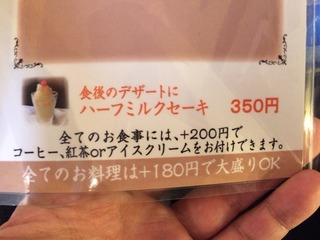 食後のデザートに
ハーフミルクセーキ 350円
全てのお食事には、+200円で
コーヒー、紅茶orアイスクリームをお付けできます。
全てのお料理は+180円で大盛りOK